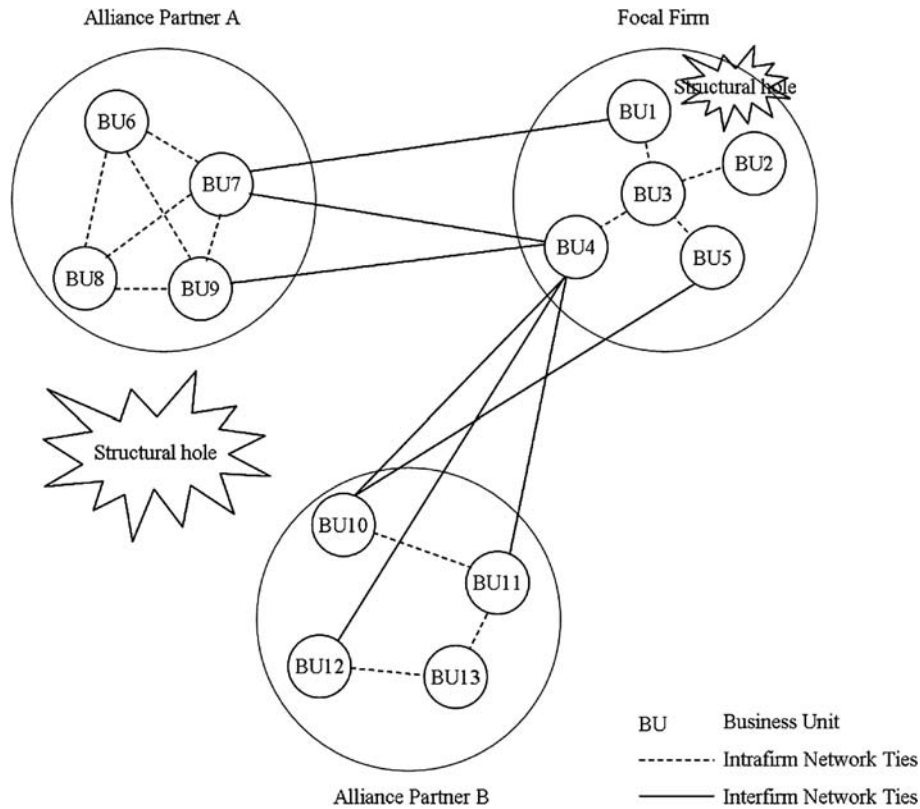 Alliance Partner A
Focal Firm
Structural hole
BU1
BU6
BU2
BU7
BU3
BU4
BU5
BU8
BU9
Structural hole
BU10
BU11
BU12
BU13
BU
Business Unit
Intrafirm Network Ties
Interfirm Network Ties
Alliance Partner B